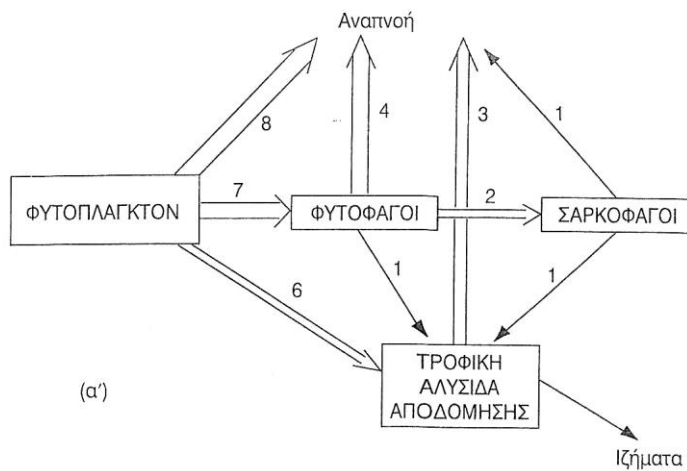 Αναπνοή
8
4
3
1
ΦΥΤΟΠΛΑΓΚΤΟΝ
7
ΦΥΤΟΦΑΓΟΙ
2
ΣΑΡΚΟΦΑΓΟΙ
6
1
1
ΤΡΟΦΙΚΗ
ΑΛΥΣΙΔΑ
ΑΠΟΔΟΜΗΣΗΣ
(α')
Ιζήματα